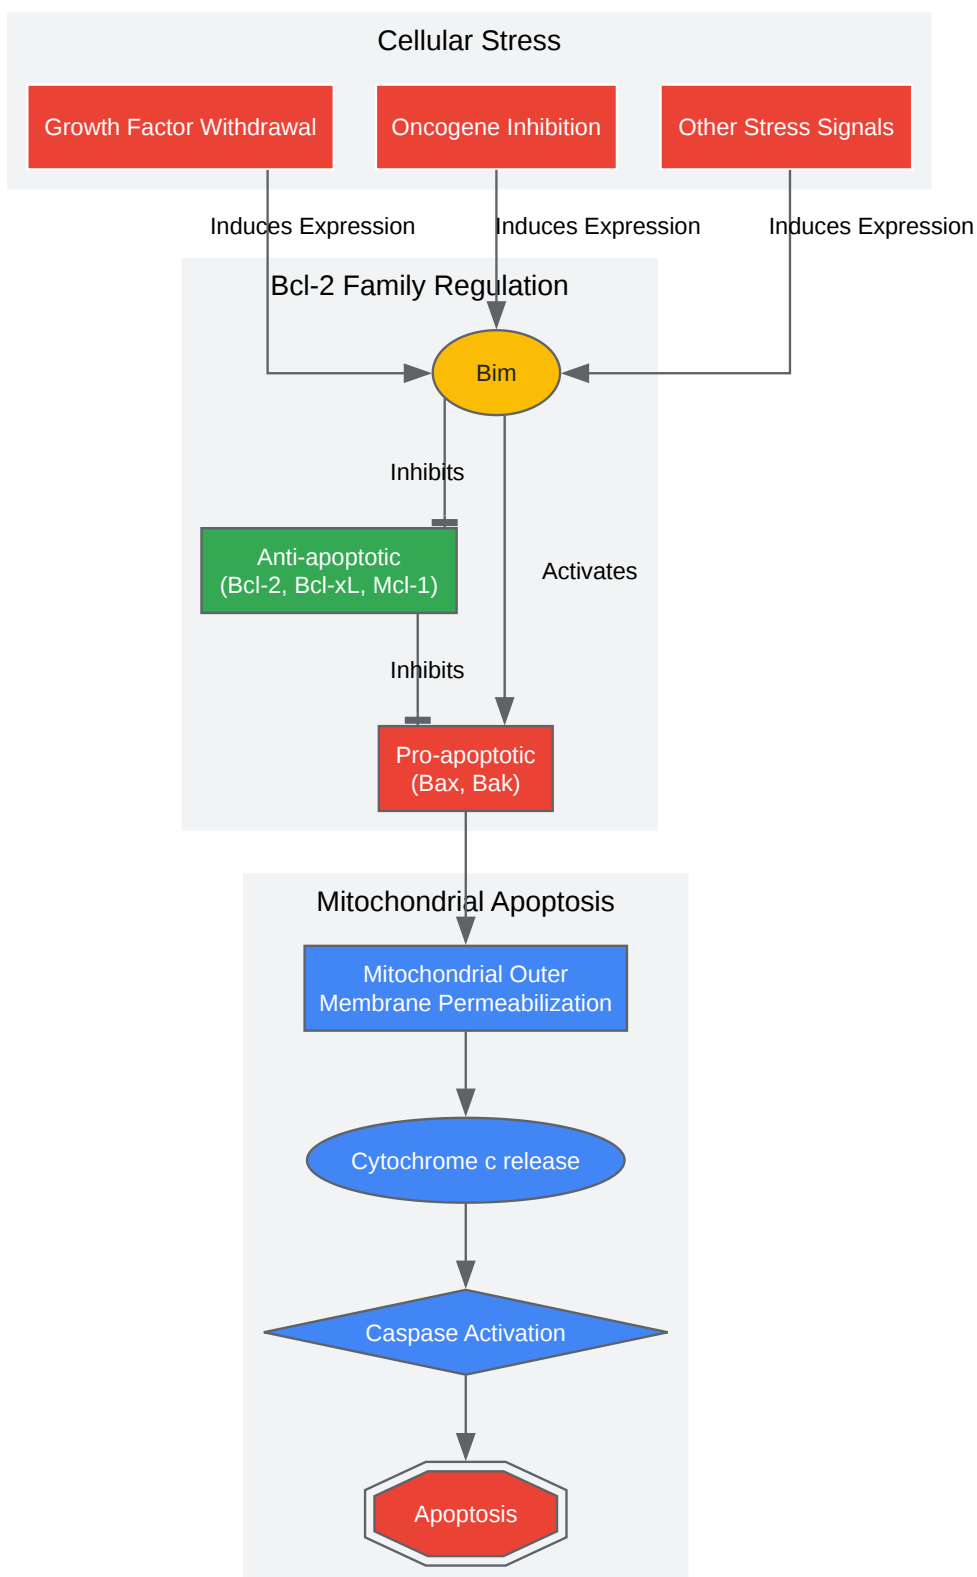 Cellular Stress
Growth Factor Withdrawal
Oncogene Inhibition
Other Stress Signals
Induces Expression
Induces Expression
Induces Expression
Bcl-2 Family Regulation
Bim
Inhibits
Anti-apoptotic
(Bcl-2, Bcl-xL, Mcl-1)
Activates
Inhibits
Pro-apoptotic
(Bax, Bak)
Mitochondrial Apoptosis
Mitochondrial Outer
Membrane Permeabilization
Cytochrome c release
Caspase Activation
Apoptosis